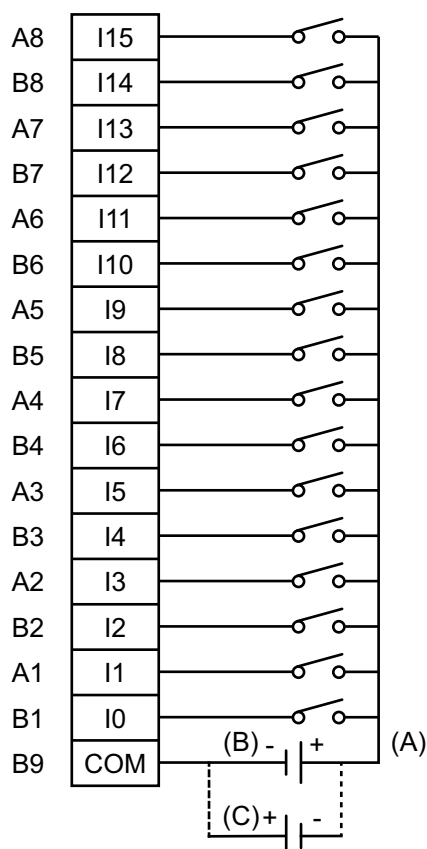 A8 I15
B8 I14
A7 I13
B7 I12
A6 I11
B6 I10
A5 I9
B5 I8
A4 I7
B4 I6
A3 I5
B3 I4
A2 I3
B2 I2
A1 I1
B1 I0
B9 COM (B) - + (A)
(C) + -